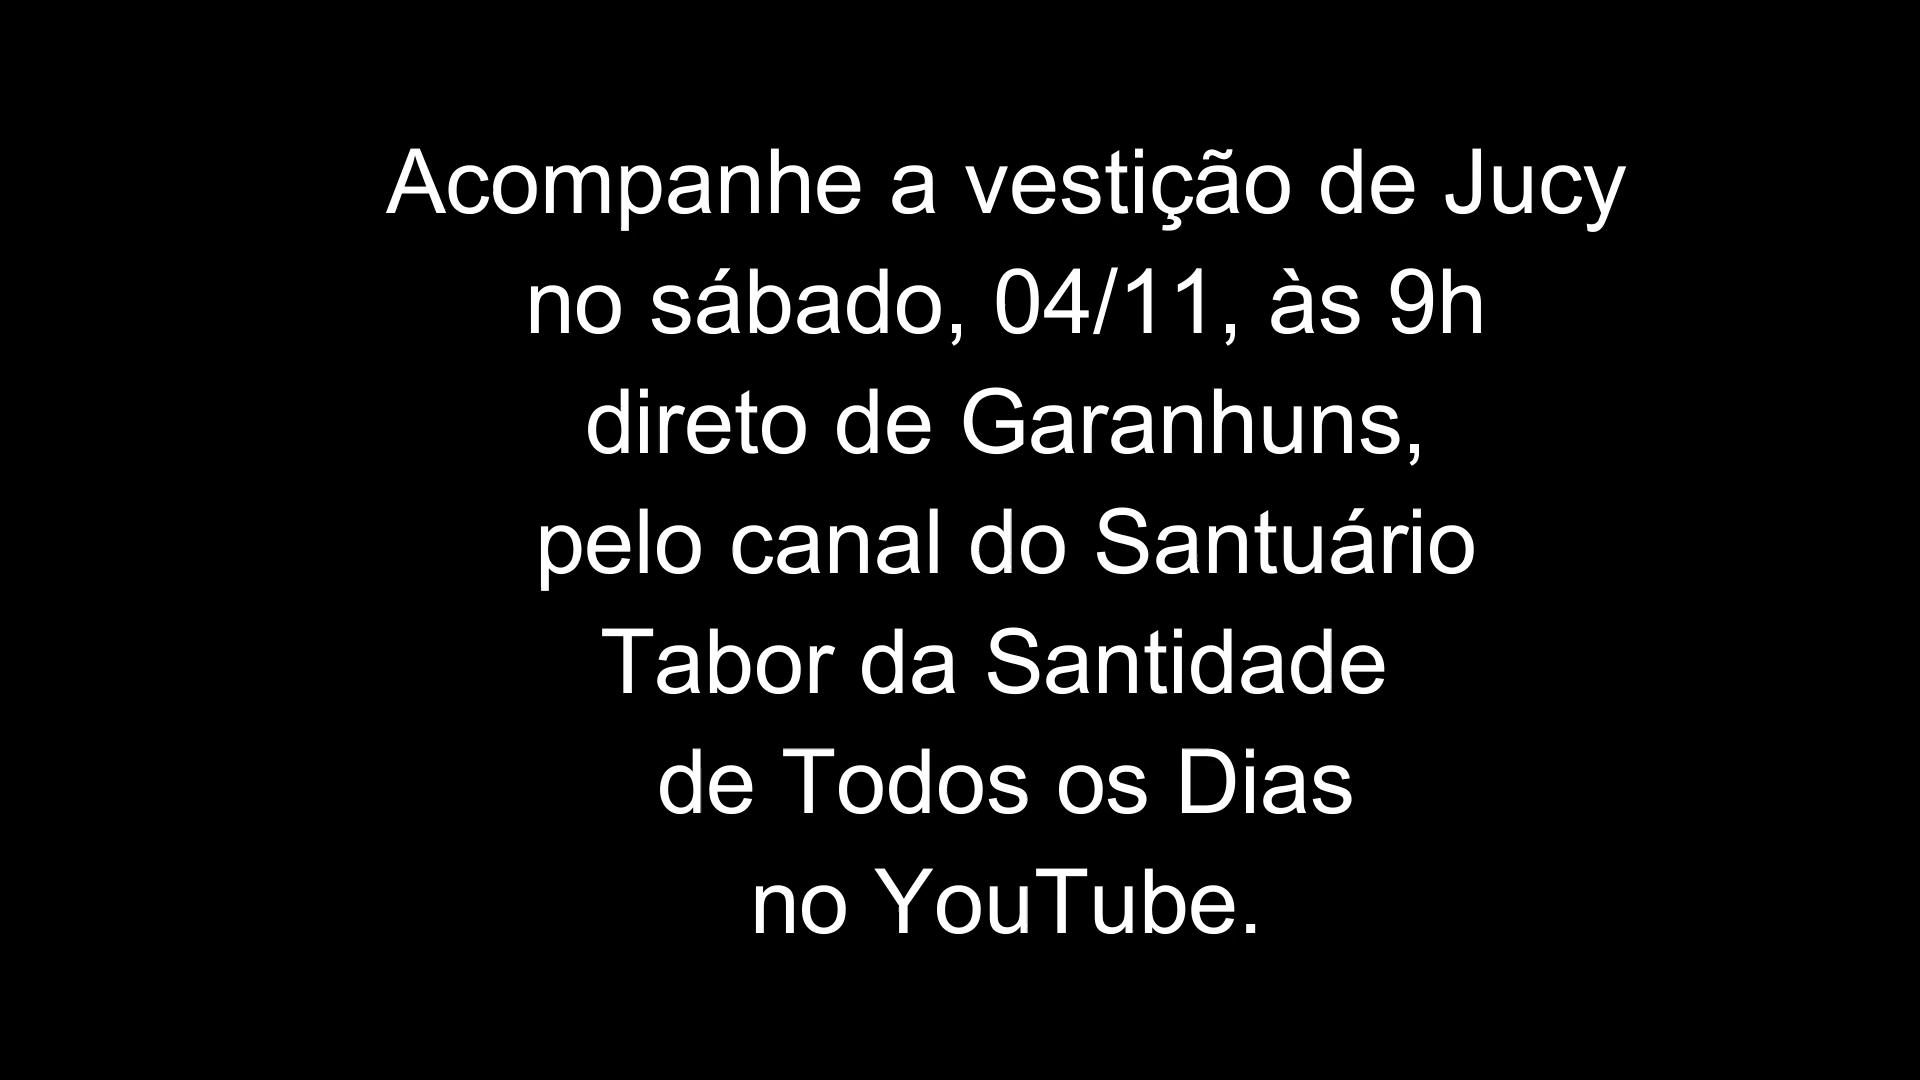 Acompanhe a vestição de Jucy
no sábado, 04/11, às 9h
direto de Garanhuns,
pelo canal do Santuário
Tabor da Santidade
de Todos os Dias
no YouTube.